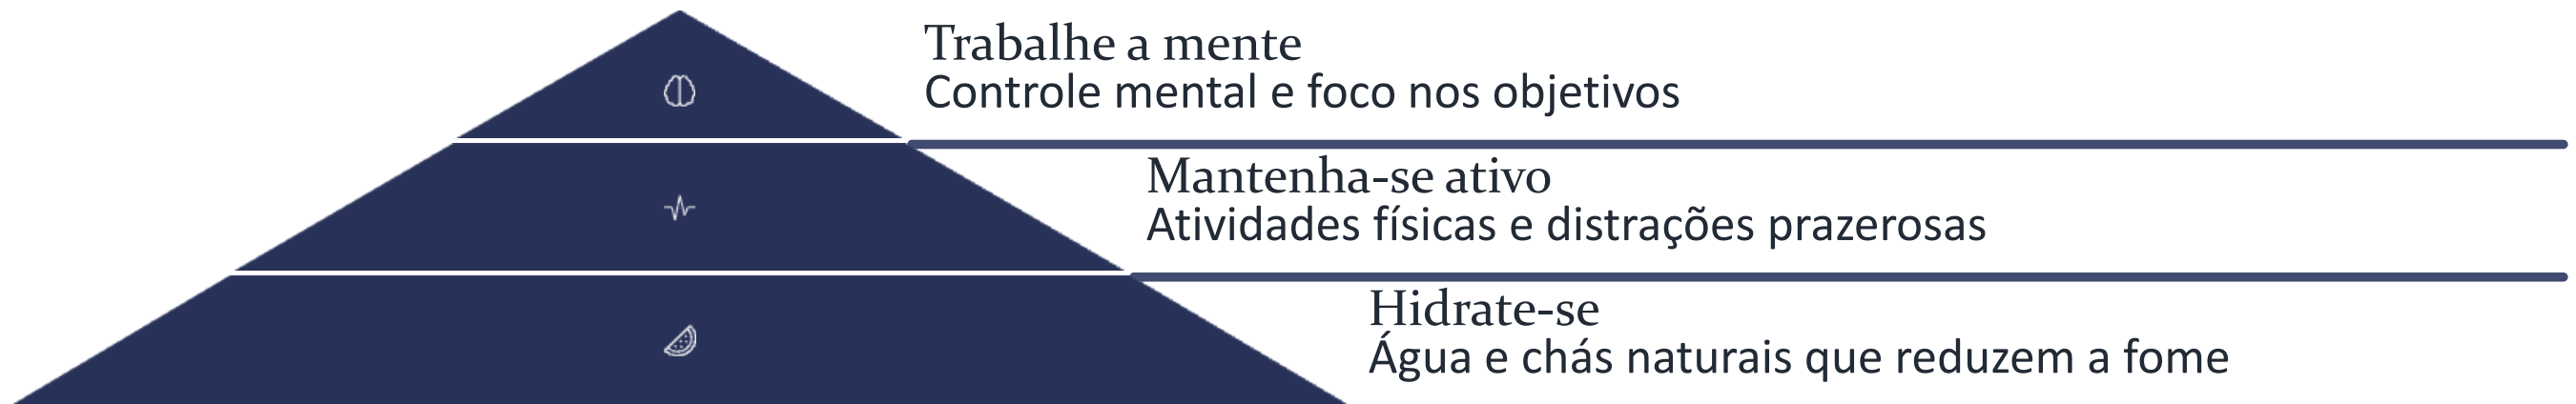 Trabalhe a mente
Controle mental e foco nos objetivos
Mantenha-se ativo
Atividades físicas e distrações prazerosas
Hidrate-se
Água e chás naturais que reduzem a fome